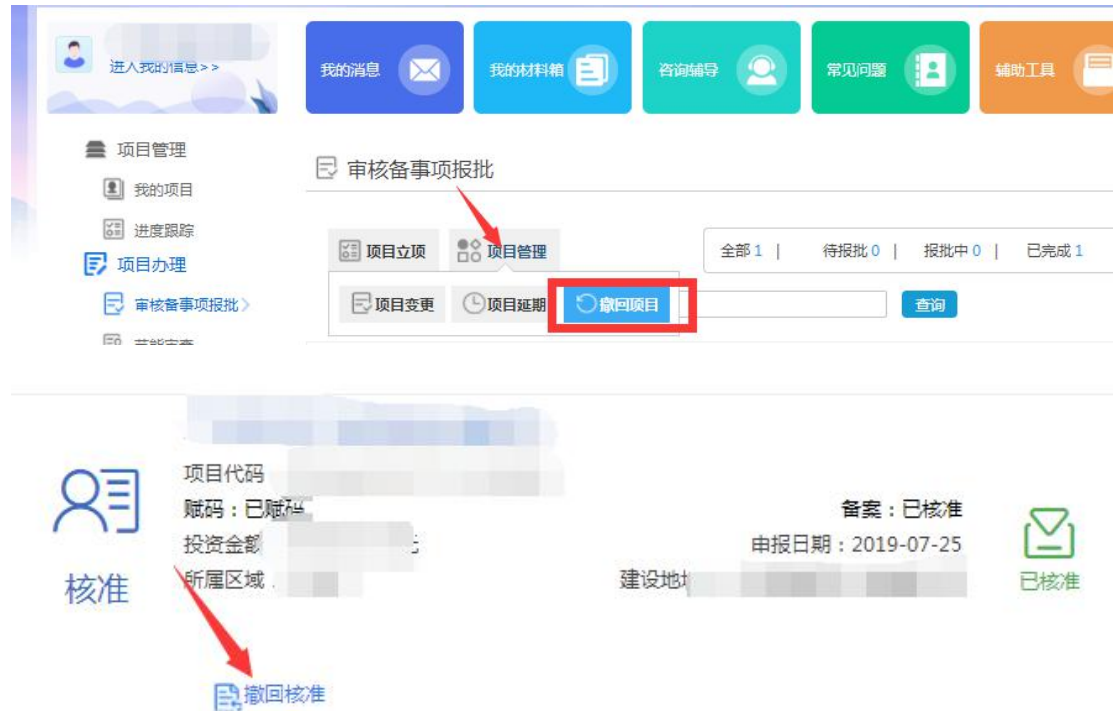 进入我的信息>>
我的消息
我的材料箱
咨询辅导
常见问题
辅助工具
项目管理
我的项目
进度跟踪
项目办理
审核备事项报批>
审核备事项报批
项目立项
项目管理
全部 1 | 待报批 0 | 报批中 0 | 已完成 1
项目变更
项目延期
撤回项目
查询
项目代码
赋码：已赋码
备案：已核准
投资金额
申报日期：2019-07-25
所属区域
建设地
核准
已核准
撤回核准